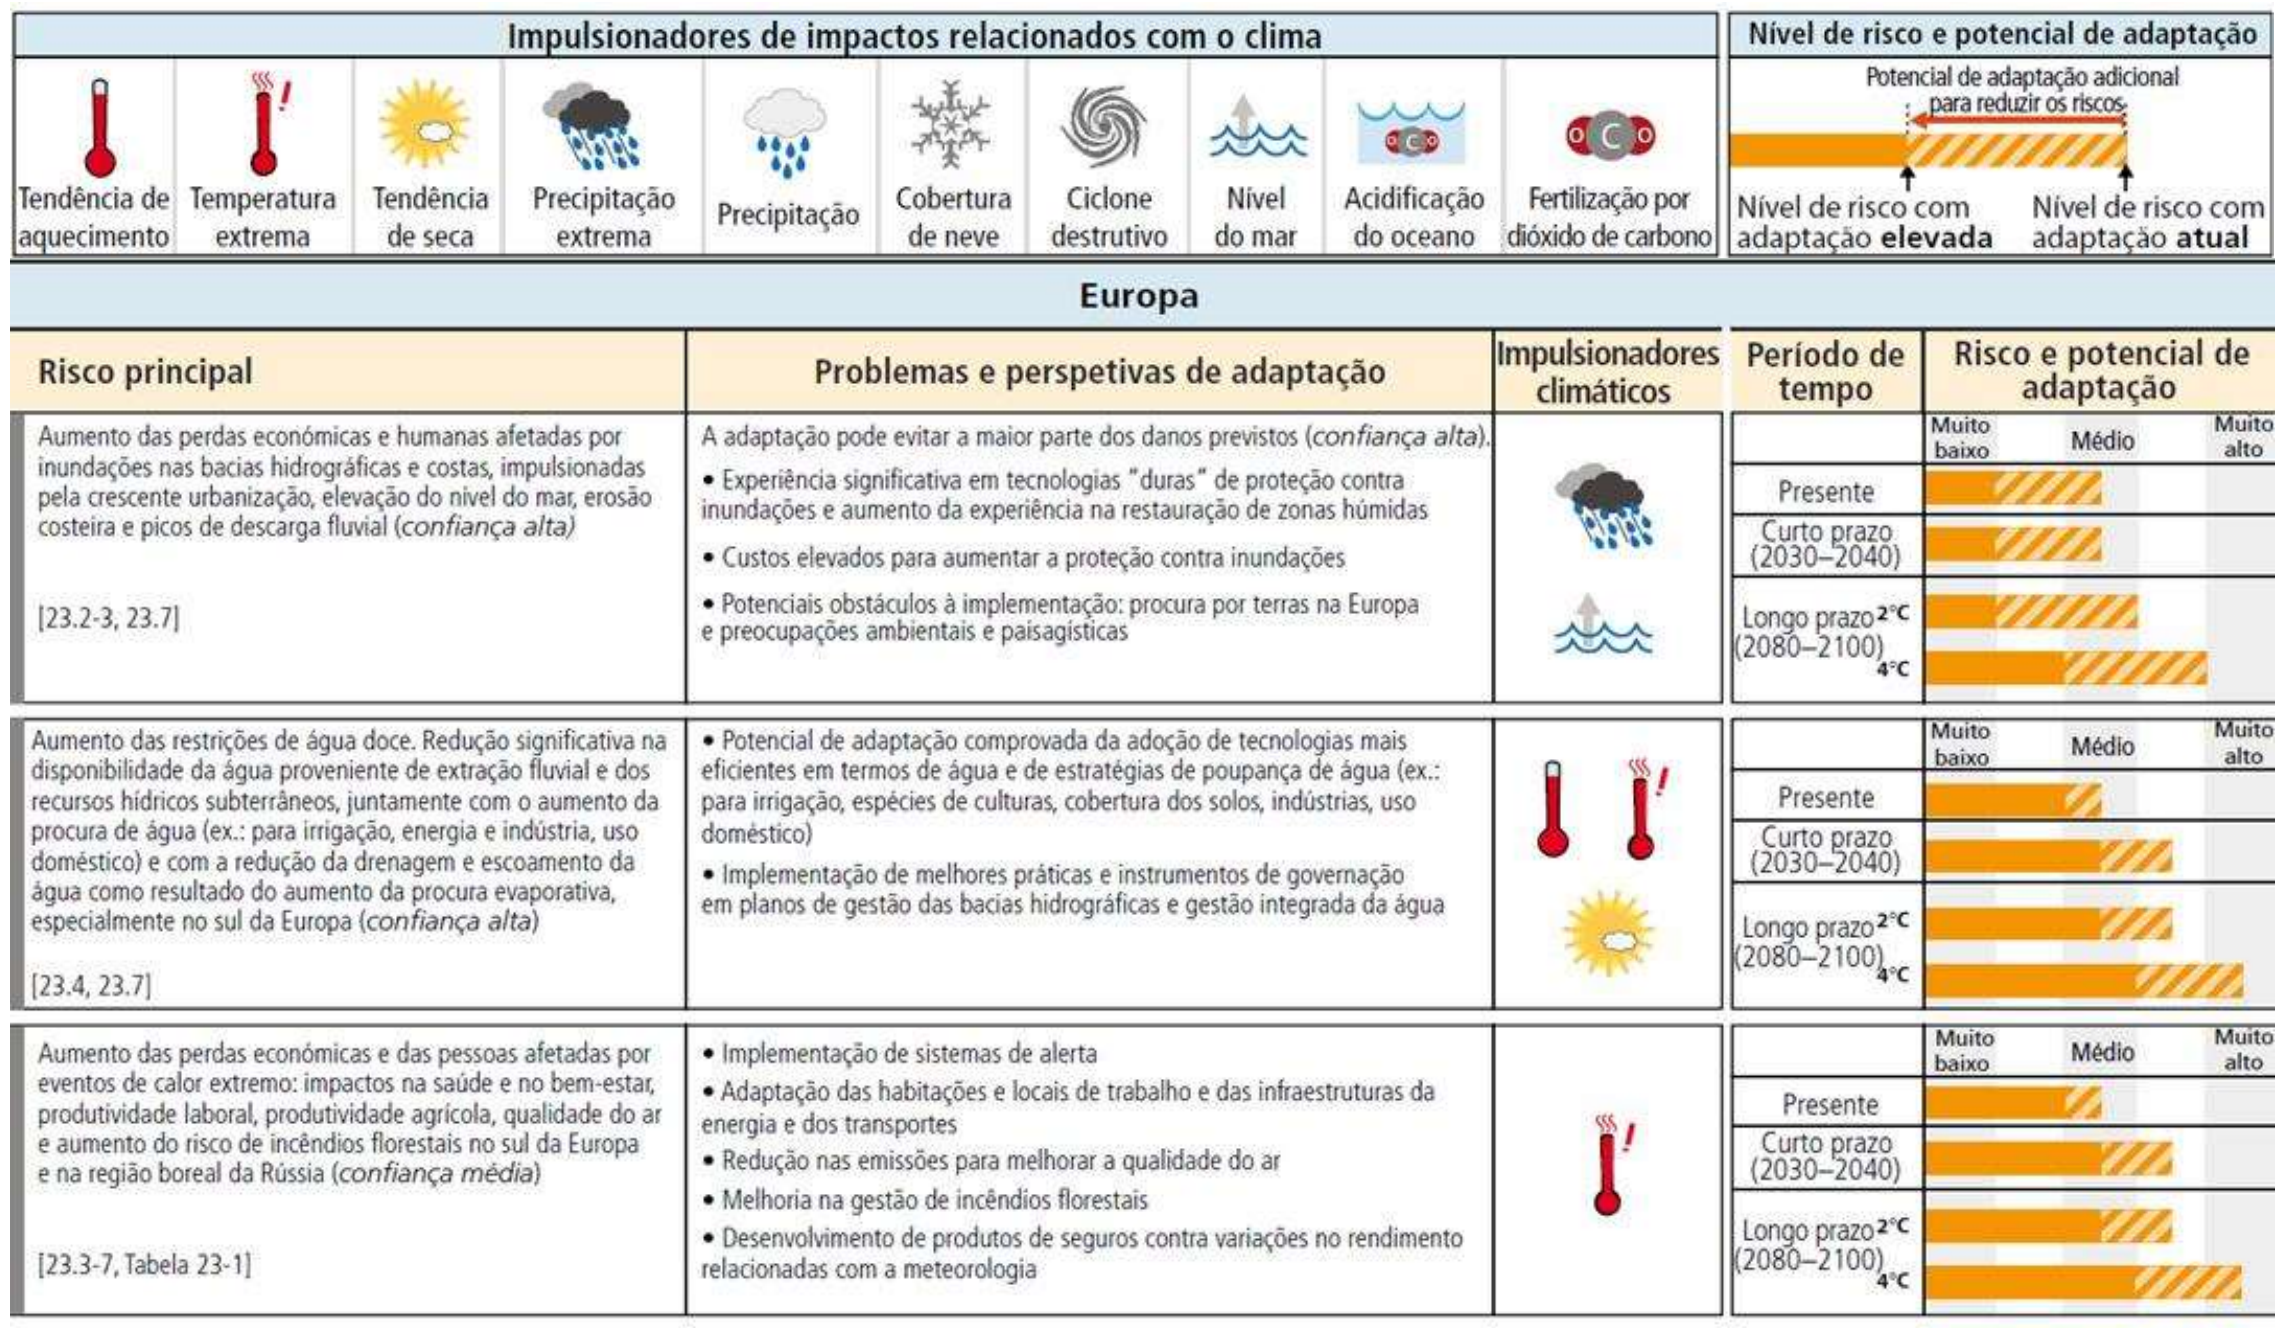 Impulsionadores de impactos relacionados com o clima
Tendência de
aquecimento
Temperatura
extrema
Tendência
de seca
Precipitação
extrema
Precipitação
Cobertura
de neve
Ciclone
destrutivo
Nível
do mar
O C O
Acidificação
do oceano
O C O
Fertilização por
dióxido de carbono
Nível de risco e potencial de adaptação
Potencial de adaptação adicional
para reduzir os riscos
Nível de risco com
adaptação elevada
Nível de risco com
adaptação atual
Europa
Risco principal
Problemas e perspetivas de adaptação
Impulsionadores
climáticos
Período de
tempo
Risco e potencial de
adaptação
Aumento das perdas económicas e humanas afetadas por
inundações nas bacias hidrográficas e costas, impulsionadas
pela crescente urbanização, elevação do nível do mar, erosão
costeira e picos de descarga fluvial (confiança alta)
[23.2-3, 23.7]
A adaptação pode evitar a maior parte dos danos previstos (confiança alta).
• Experiência significativa em tecnologias "duras" de proteção contra
inundações e aumento da experiência na restauração de zonas húmidas
• Custos elevados para aumentar a proteção contra inundações
• Potenciais obstáculos à implementação: procura por terras na Europa
e preocupações ambientais e paisagísticas
Muito
baixo
Médio
Muito
alto
Presente
Curto prazo
(2030–2040)
Longo prazo 2°C
(2080–2100)
4°C
Aumento das restrições de água doce. Redução significativa na
disponibilidade da água proveniente de extração fluvial e dos
recursos hídricos subterrâneos, juntamente com o aumento da
procura de água (ex.: para irrigação, energia e indústria, uso
doméstico) e com a redução da drenagem e escoamento da
água como resultado do aumento da procura evaporativa,
especialmente no sul da Europa (confiança alta)
[23.4, 23.7]
• Potencial de adaptação comprovada da adoção de tecnologias mais
eficientes em termos de água e de estratégias de poupança de água (ex.:
para irrigação, espécies de culturas, cobertura dos solos, indústrias, uso
doméstico)
• Implementação de melhores práticas e instrumentos de governação
em planos de gestão das bacias hidrográficas e gestão integrada da água
Muito
baixo
Médio
Muito
alto
Presente
Curto prazo
(2030–2040)
Longo prazo 2°C
(2080–2100)
4°C
Aumento das perdas económicas e das pessoas afetadas por
eventos de calor extremo: impactos na saúde e no bem-estar,
produtividade laboral, produtividade agrícola, qualidade do ar
e aumento do risco de incêndios florestais no sul da Europa
e na região boreal da Rússia (confiança média)
[23.3-7, Tabela 23-1]
• Implementação de sistemas de alerta
• Adaptação das habitações e locais de trabalho e das infraestruturas da
energia e dos transportes
• Redução nas emissões para melhorar a qualidade do ar
• Melhoria na gestão de incêndios florestais
• Desenvolvimento de produtos de seguros contra variações no rendimento
relacionadas com a meteorologia
Muito
baixo
Médio
Muito
alto
Presente
Curto prazo
(2030–2040)
Longo prazo 2°C
(2080–2100)
4°C